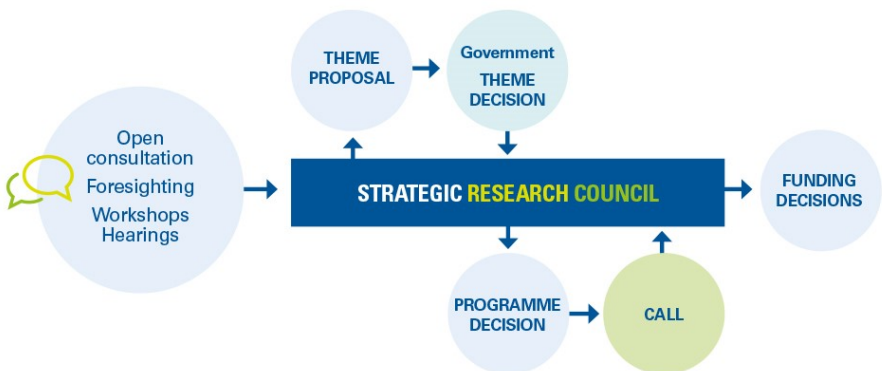 Open
consultation
Foresighting
Workshops
Hearings
THEME
PROPOSAL
Government
THEME
DECISION
STRATEGIC RESEARCH COUNCIL
PROGRAMME
DECISION
CALL
FUNDING
DECISIONS